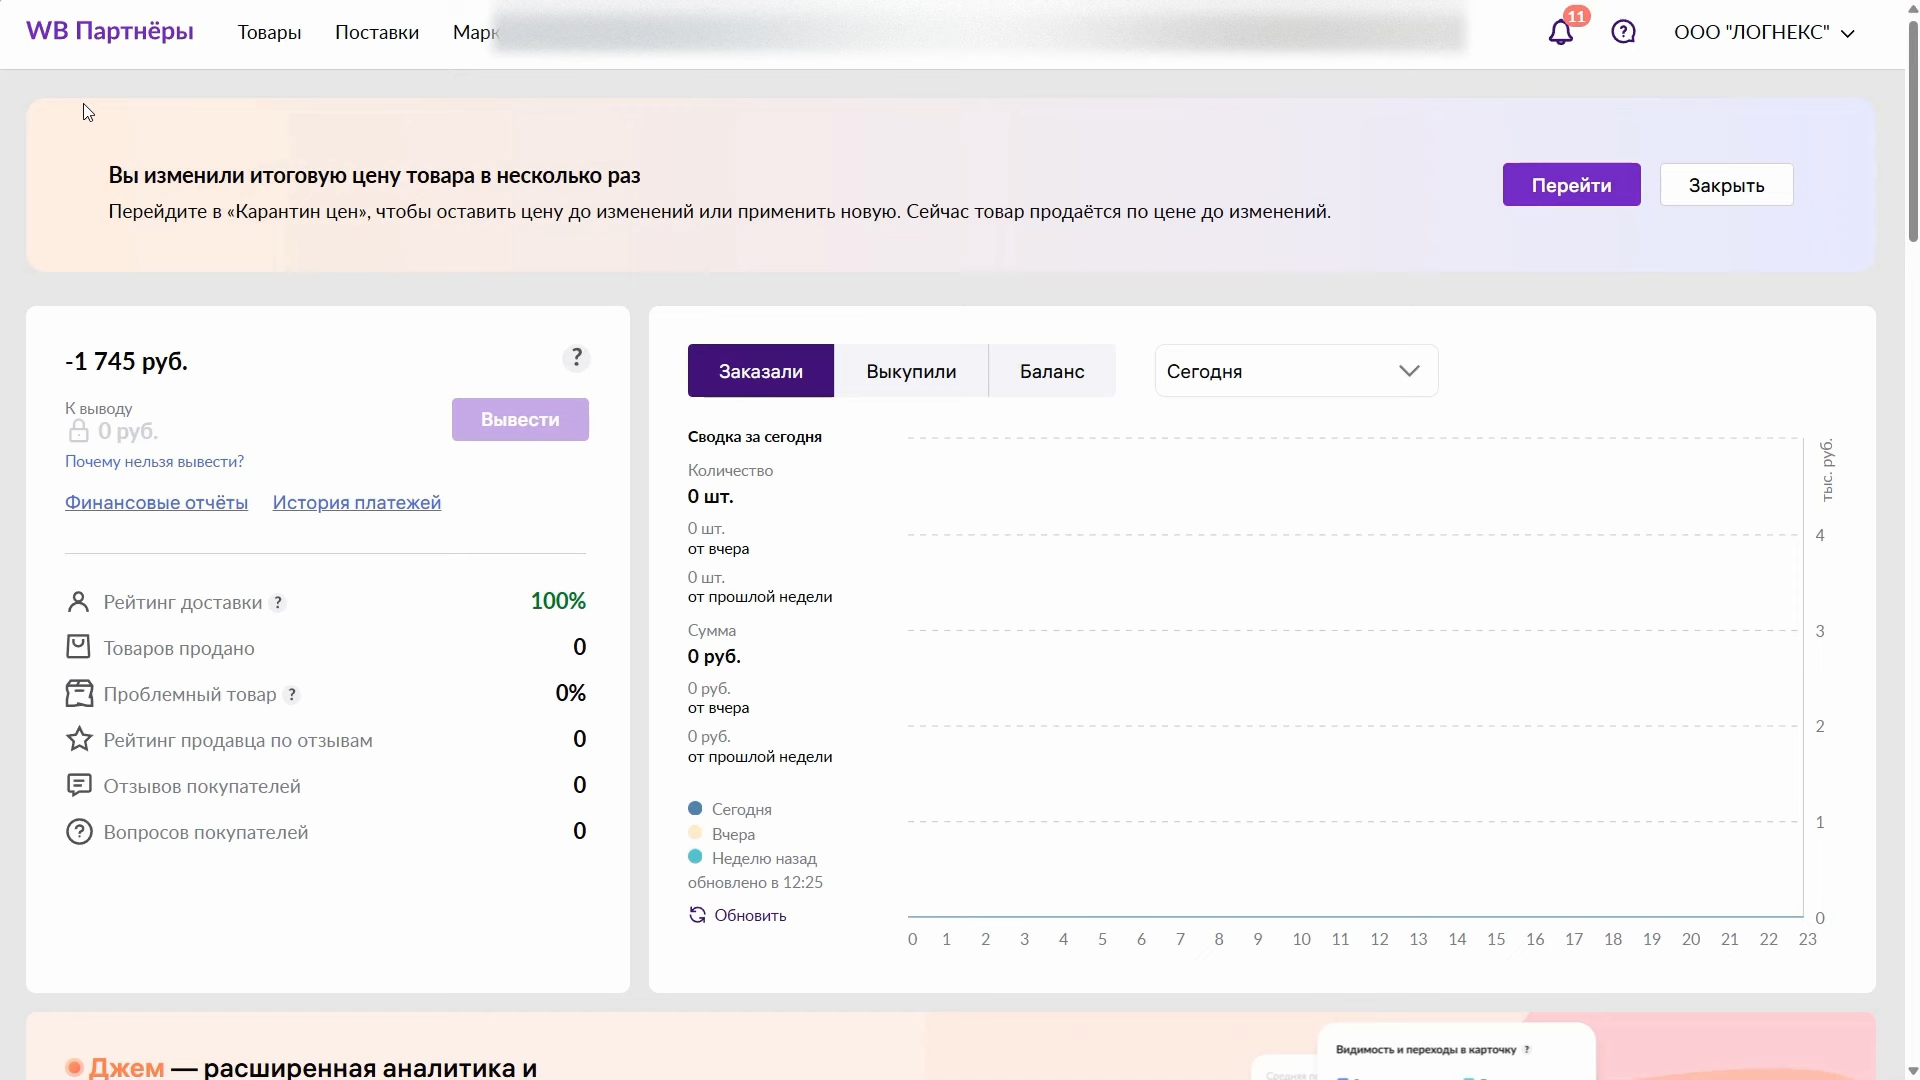 WB Партнёры
Товары
Поставки
11
ООО "ЛОГНЕКС"
Вы изменили итоговую цену товара в несколько раз
Перейдите в «Карантин цен», чтобы оставить цену до изменений или применить новую. Сейчас товар продаётся по цене до изменений.
Перейти
Закрыть
-1 745 руб.
?
К выводу
0 руб.
Вывести
Почему нельзя вывести?
Финансовые отчёты
История платежей
Рейтинг доставки ? 100%
Товаров продано 0
Проблемный товар ? 0%
Рейтинг продавца по отзывам 0
Отзывов покупателей 0
Вопросов покупателей 0
Заказали
Выкупили
Баланс
Сегодня
Сводка за сегодня
Количество
0 шт.
0 шт.
от вчера
0 шт.
от прошлой недели
Сумма
0 руб.
0 руб.
от вчера
0 руб.
от прошлой недели
Сегодня
Вчера
Неделю назад
обновлено в 12:25
Обновить
тыс. руб.
4
3
2
1
0
0 1 2 3 4 5 6 7 8 9 10 11 12 13 14 15 16 17 18 19 20 21 22 23
Джем — расширенная аналитика и
Видимость и переходы в карточку ?